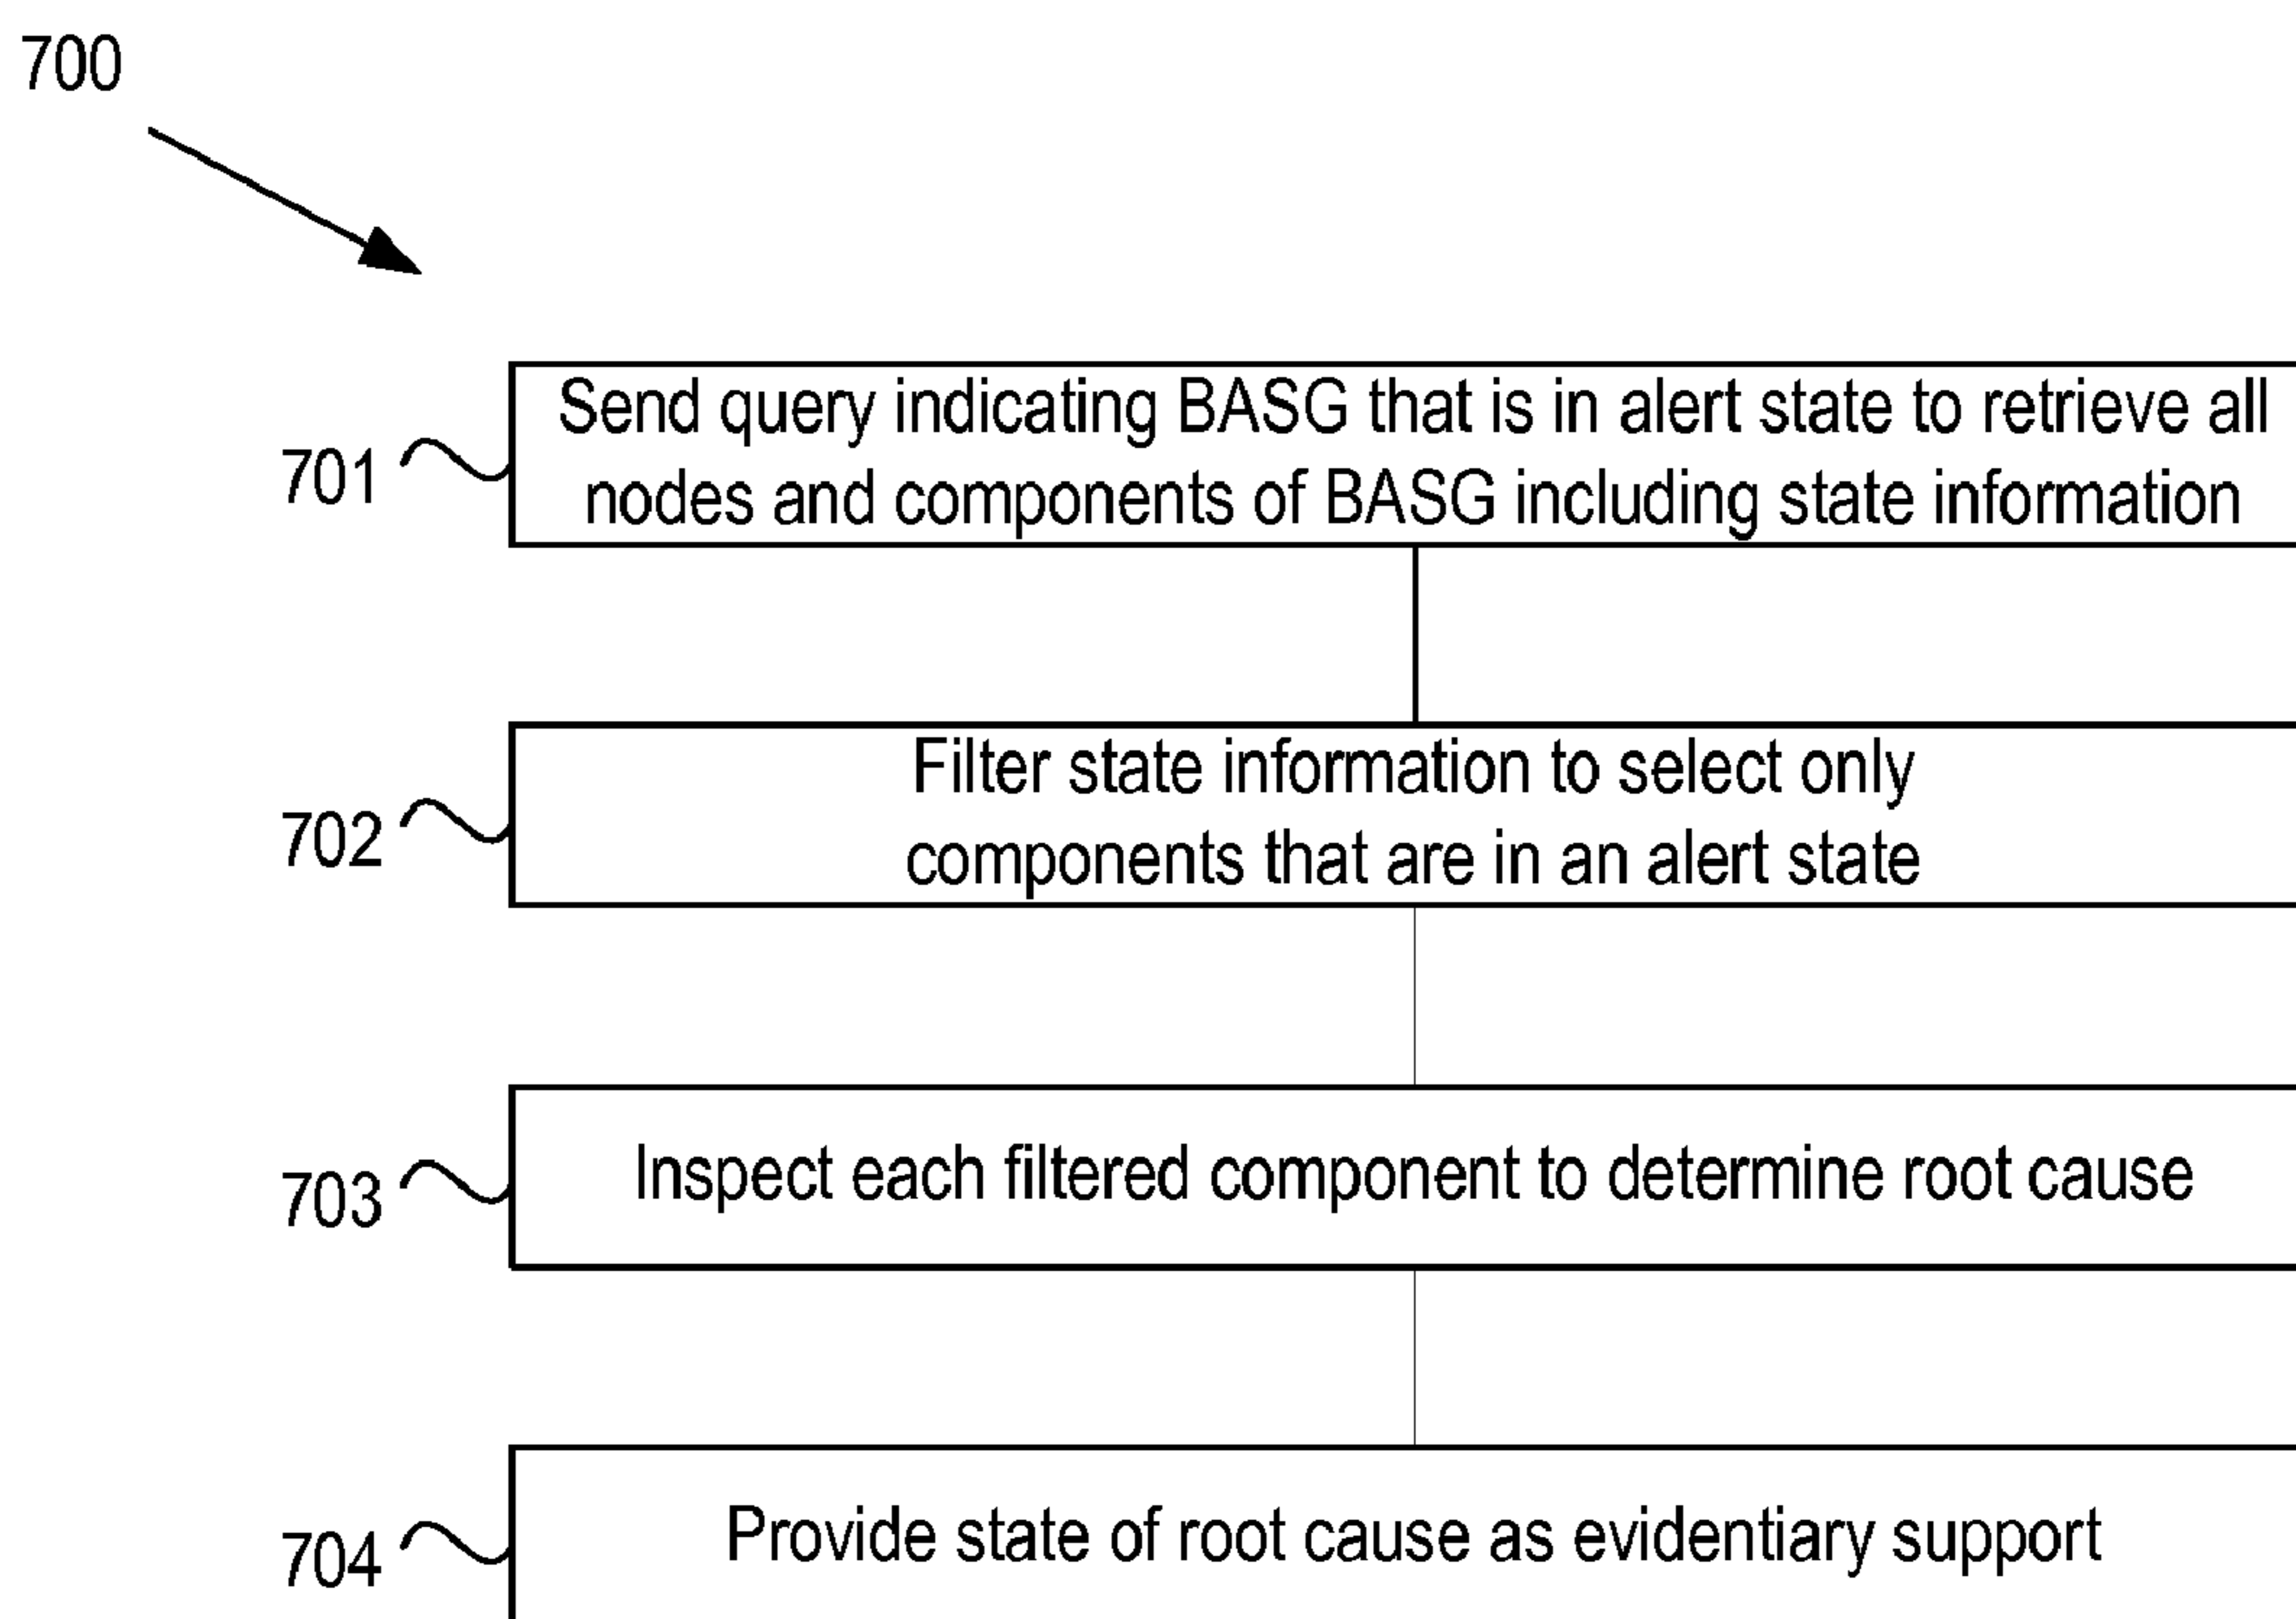 700
701
Send query indicating BASG that is in alert state to retrieve all
nodes and components of BASG including state information
702
Filter state information to select only
components that are in an alert state
703
Inspect each filtered component to determine root cause
704
Provide state of root cause as evidentiary support